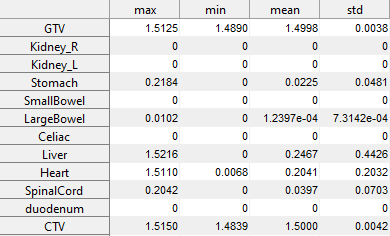 max min mean std
GTV 1.5125 1.4890 1.4998 0.0038
Kidney_R 0 0 0 0
Kidney_L 0 0 0 0
Stomach 0.2184 0 0.0225 0.0481
SmallBowel 0 0 0 0
LargeBowel 0.0102 0 1.2397e-04 7.3142e-04
Celiac 0 0 0 0
Liver 1.5216 0 0.2467 0.4426
Heart 1.5110 0.0068 0.2041 0.2032
SpinalCord 0.2042 0 0.0397 0.0703
duodenum 0 0 0 0
CTV 1.5150 1.4839 1.5000 0.0042